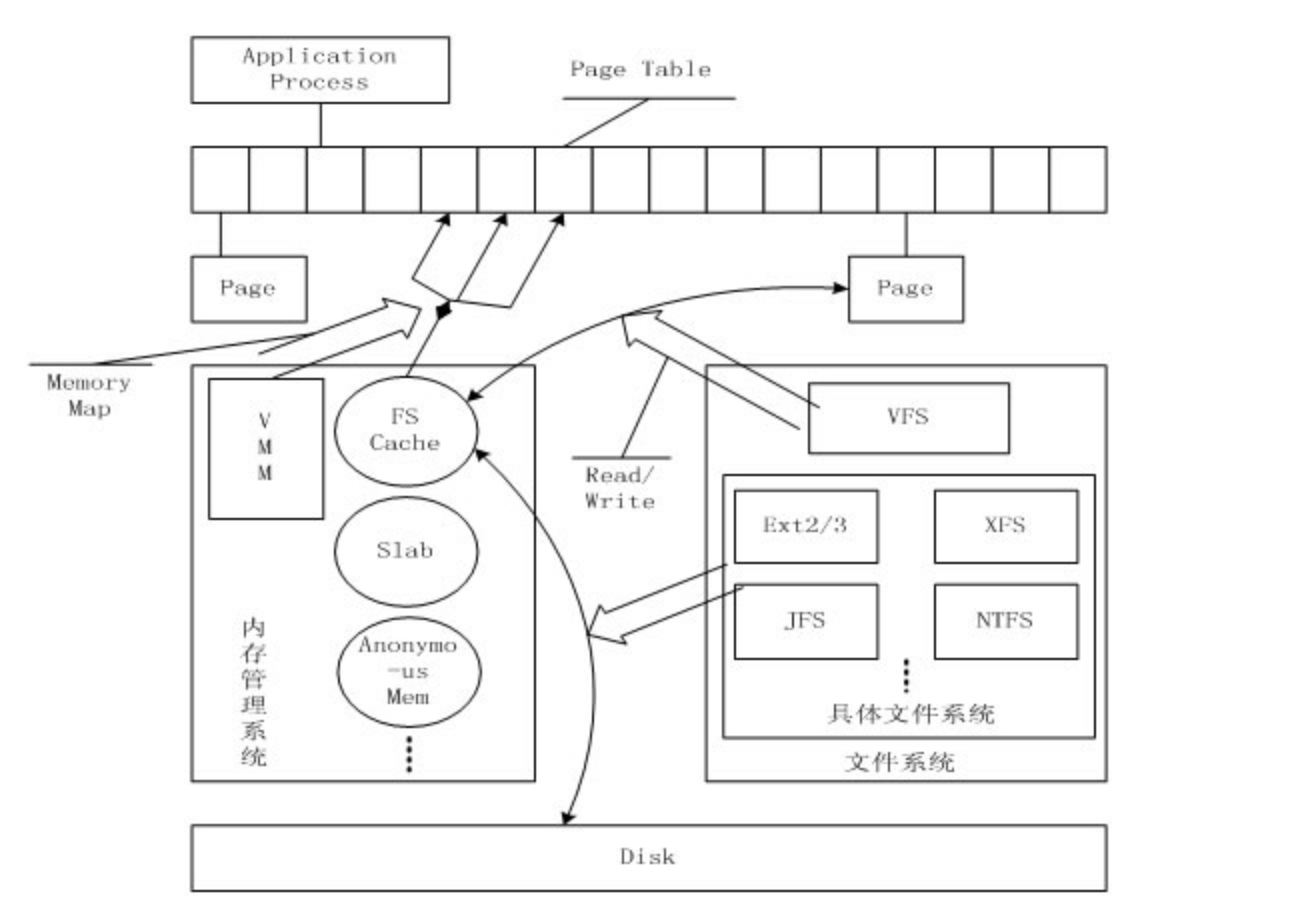 Application
Process
Page Table
Page
Page
Memory
Map
V
M
M
FS
Cache
VFS
Read/
Write
Ext2/3
XFS
Slab
JFS
NTFS
Anonymo
-us
Mem
内
存
管
理
系
统
具体文件系统
文件系统
Disk